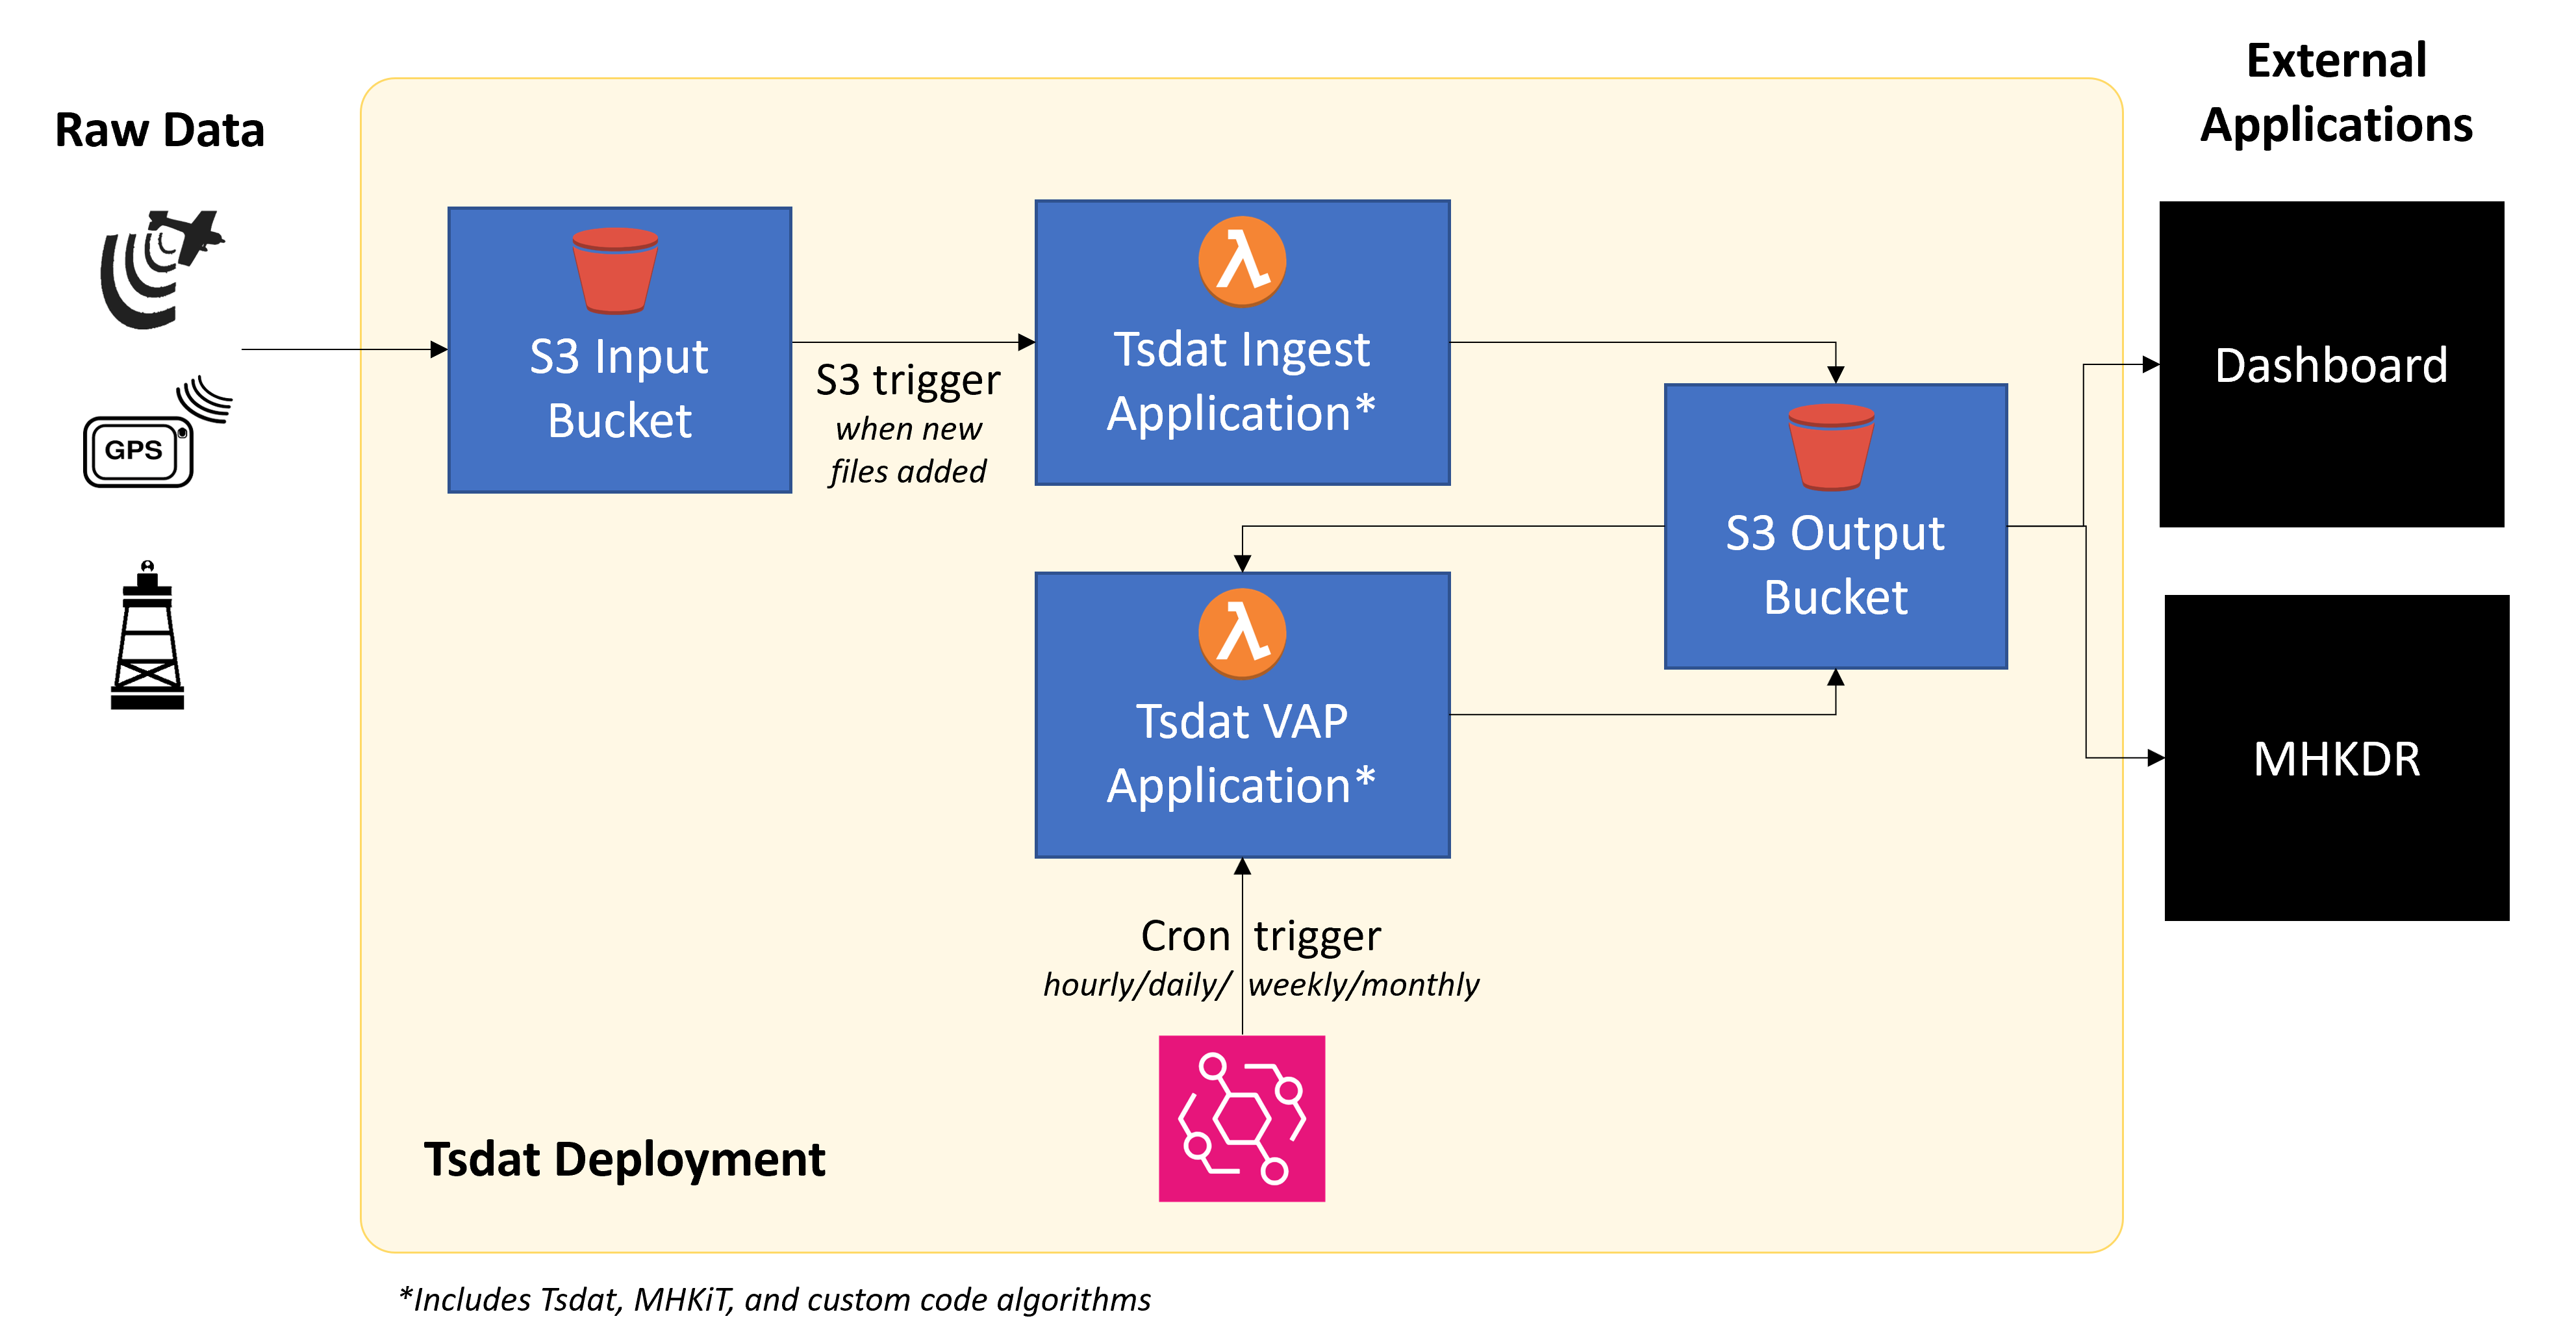 Raw Data
GPS
S3 Input
Bucket
S3 trigger
when new
files added
Tsdat Ingest
Application*
S3 Output
Bucket
Tsdat VAP
Application*
Cron trigger
hourly/daily/ weekly/monthly
Tsdat Deployment
*Includes Tsdat, MHKiT, and custom code algorithms
External
Applications
Dashboard
MHKDR